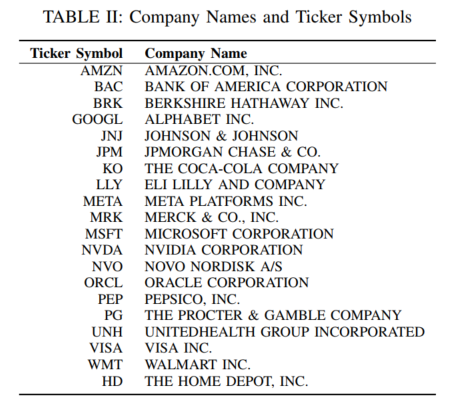 TABLE II: Company Names and Ticker Symbols
Ticker Symbol Company Name
AMZN AMAZON.COM, INC.
BAC BANK OF AMERICA CORPORATION
BRK BERKSHIRE HATHAWAY INC.
GOOGL ALPHABET INC.
JNJ JOHNSON & JOHNSON
JPM JPMORGAN CHASE & CO.
KO THE COCA-COLA COMPANY
LLY ELI LILLY AND COMPANY
META META PLATFORMS INC.
MRK MERCK & CO., INC.
MSFT MICROSOFT CORPORATION
NVDA NVIDIA CORPORATION
NVO NOVO NORDISK A/S
ORCL ORACLE CORPORATION
PEP PEPSICO, INC.
PG THE PROCTER & GAMBLE COMPANY
UNH UNITEDHEALTH GROUP INCORPORATED
VISA VISA INC.
WMT WALMART INC.
HD THE HOME DEPOT, INC.